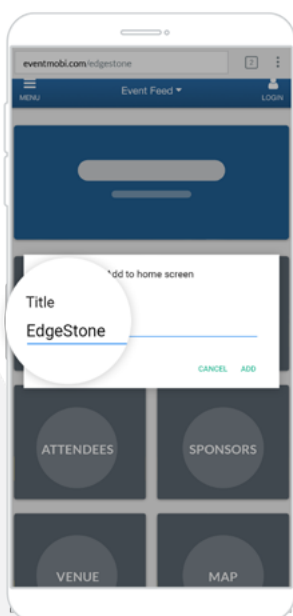 eventmobi.com/edgestone 2
MENU Event Feed LOGIN
Add to home screen
Title
EdgeStone
CANCEL ADD
ATTENDEES SPONSORS
VENUE MAP